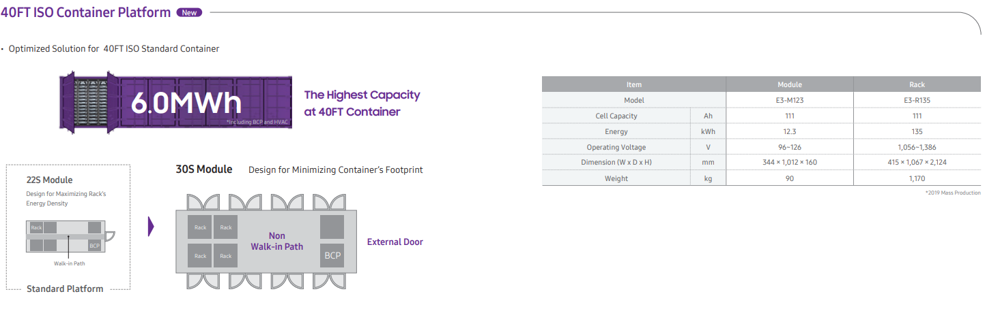 40FT ISO Container Platform New
• Optimized Solution for 40FT ISO Standard Container
6.0MWh
*Including BCP and HVAC
The Highest Capacity
at 40FT Container
22S Module
Design for Maximizing Rack's
Energy Density
Rack
BCP
Walk-in Path
Standard Platform
30S Module Design for Minimizing Container's Footprint
Rack Rack
Non
Walk-in Path
External Door
Rack Rack
BCP
Item Module Rack
Model E3-M123 E3-R135
Cell Capacity Ah 111 111
Energy kWh 12.3 135
Operating Voltage V 96~126 1,056~1,386
Dimension (W x D x H) mm 344 × 1,012 × 160 415 × 1,067 × 2,124
Weight kg 90 1,170
*2019 Mass Production